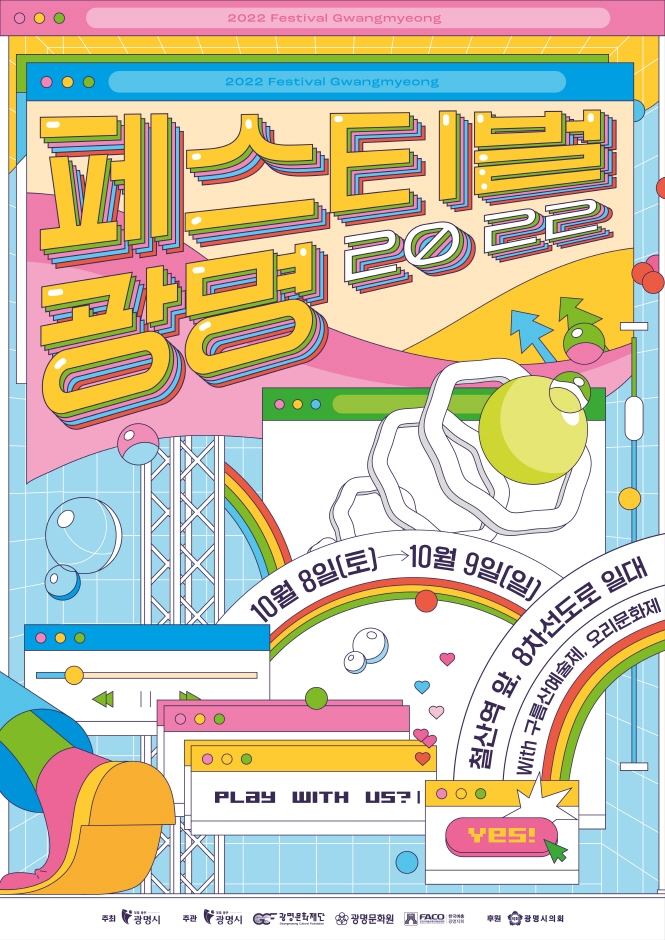 2022 Festival Gwangmyeong
2022 Festival Gwangmyeong
페스티벌
광명 2022
10월 8일(토) → 10월 9일(일)
철산역 앞, 8차선도로 일대
With 구름산예술제, 오리문화제
PLAY WITH US?
YES!
주최 광명시 주관 광명시 광명문화재단 광명문화원 FACO 후원 광명시의회